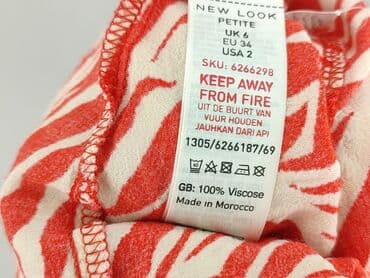 NEW LOOK
PETITE
UK 6
EU 34
USA 2
SKU: 6266298
KEEP AWAY
FROM FIRE
UIT DE BUURT VAN
VUUR HOUDEN
JAUHKAN DARI API
1305/6266187/69
GB: 100% Viscose
Made in Morocco